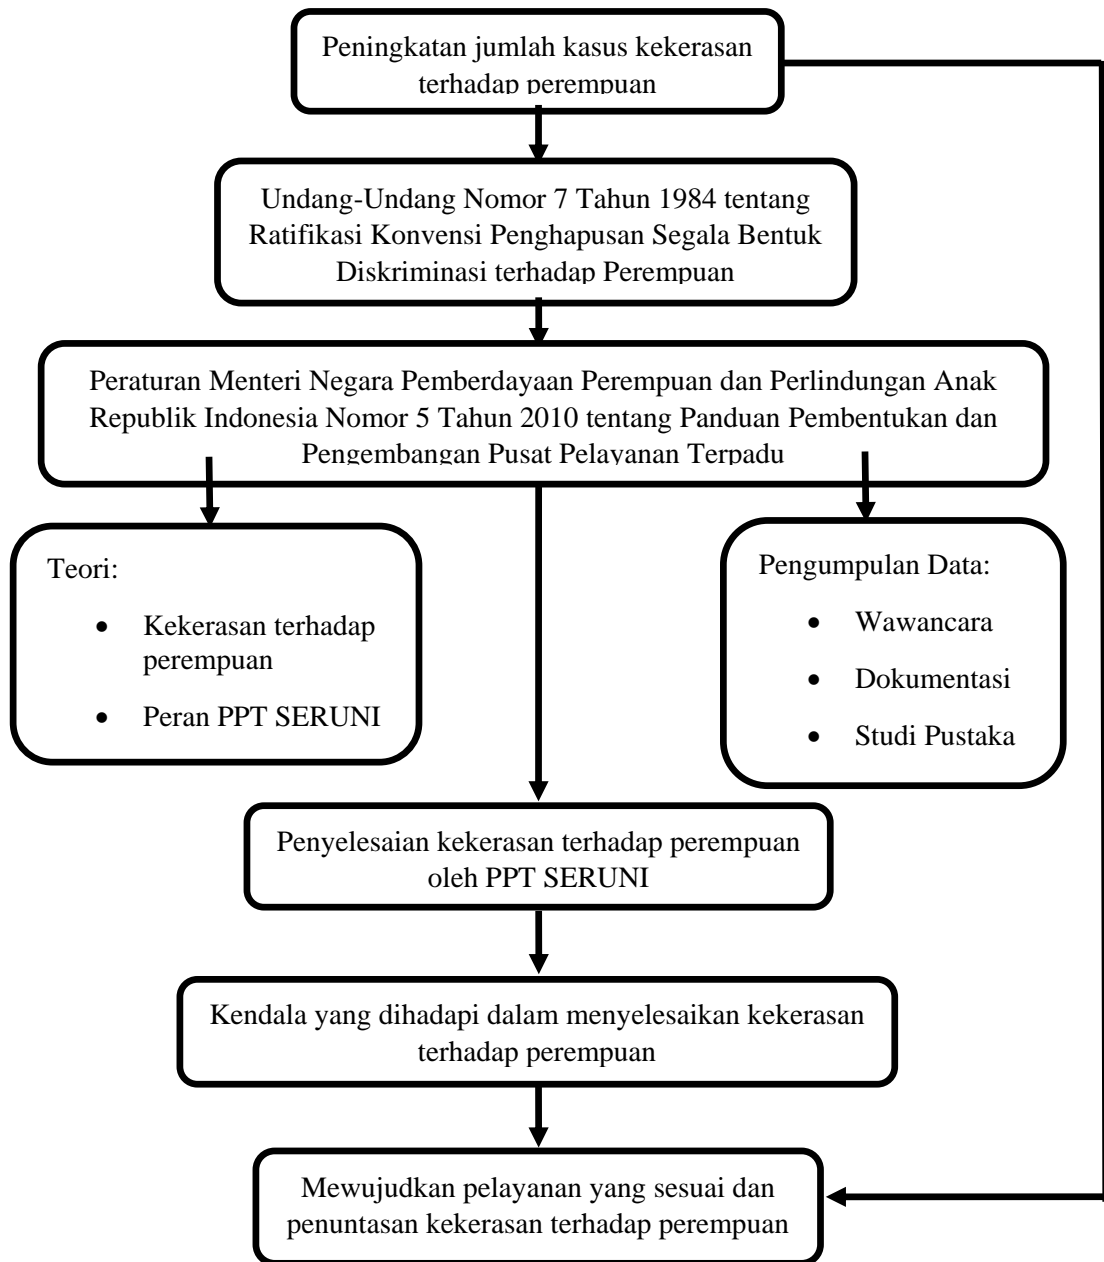 Peningkatan jumlah kasus kekerasan
terhadap perempuan
Undang-Undang Nomor 7 Tahun 1984 tentang
Ratifikasi Konvensi Penghapusan Segala Bentuk
Diskriminasi terhadap Perempuan
Peraturan Menteri Negara Pemberdayaan Perempuan dan Perlindungan Anak
Republik Indonesia Nomor 5 Tahun 2010 tentang Panduan Pembentukan dan
Pengembangan Pusat Pelayanan Terpadu
Teori:
• Kekerasan terhadap
perempuan
• Peran PPT SERUNI
Pengumpulan Data:
• Wawancara
• Dokumentasi
• Studi Pustaka
Penyelesaian kekerasan terhadap perempuan
oleh PPT SERUNI
Kendala yang dihadapi dalam menyelesaikan kekerasan
terhadap perempuan
Mewujudkan pelayanan yang sesuai dan
penuntasan kekerasan terhadap perempuan